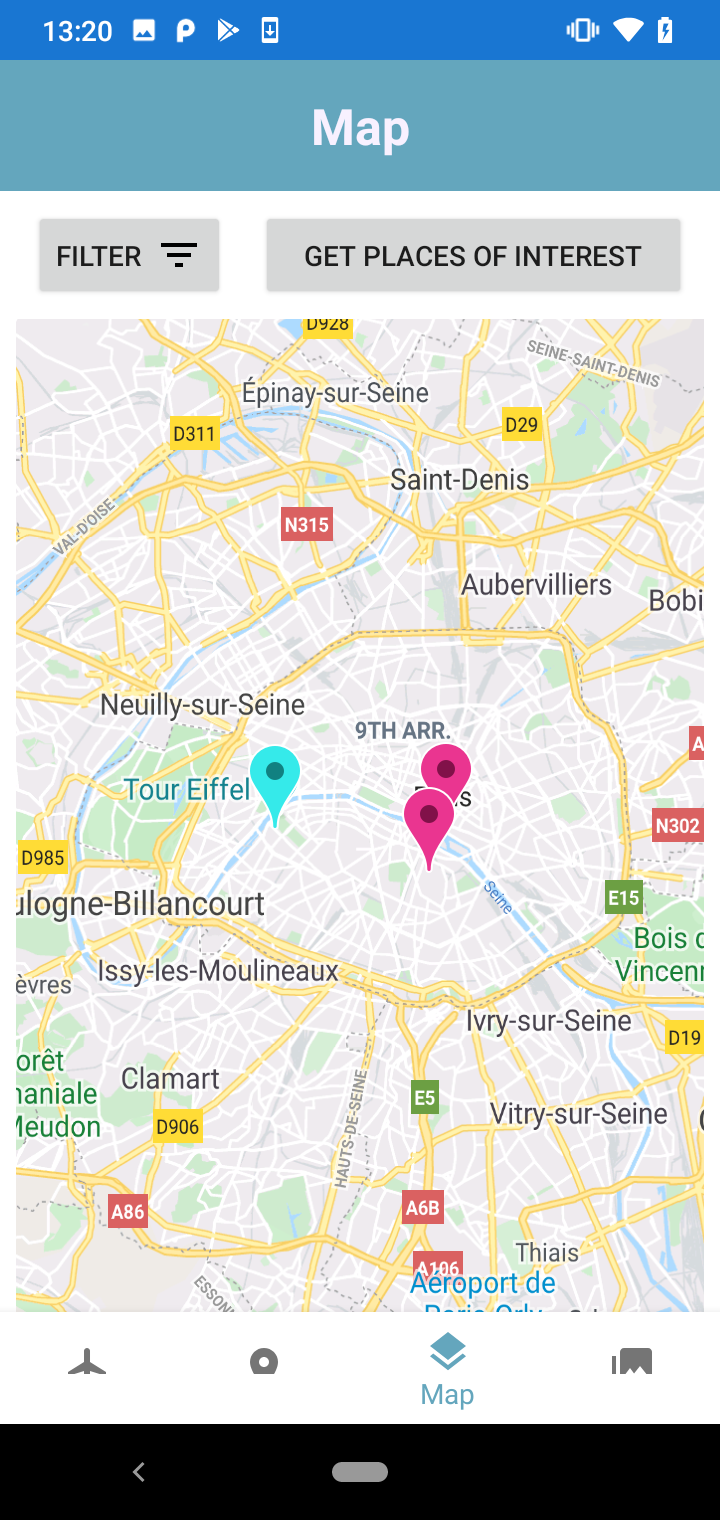 13:20
Map
FILTER
GET PLACES OF INTEREST
D928
SEINE-SAINT-DENIS
Épinay-sur-Seine
D311
D29
Saint-Denis
VAL-D'OISE
N315
Aubervilliers
Bobi
Neuilly-sur-Seine
9TH ARR.
A
Tour Eiffel
N302
D985
Seine
E15
ulogne-Billancourt
Bois d
Vincenn
Issy-les-Moulineaux
èvres
Ivry-sur-Seine
D19
orêt
naniale
Meudon
Clamart
E5
Vitry-sur-Seine
D906
HAUTS-DE-SEINE
A86
A6B
Thiais
A106
Aéroport de
Paris-Orly
ESSONN
Map